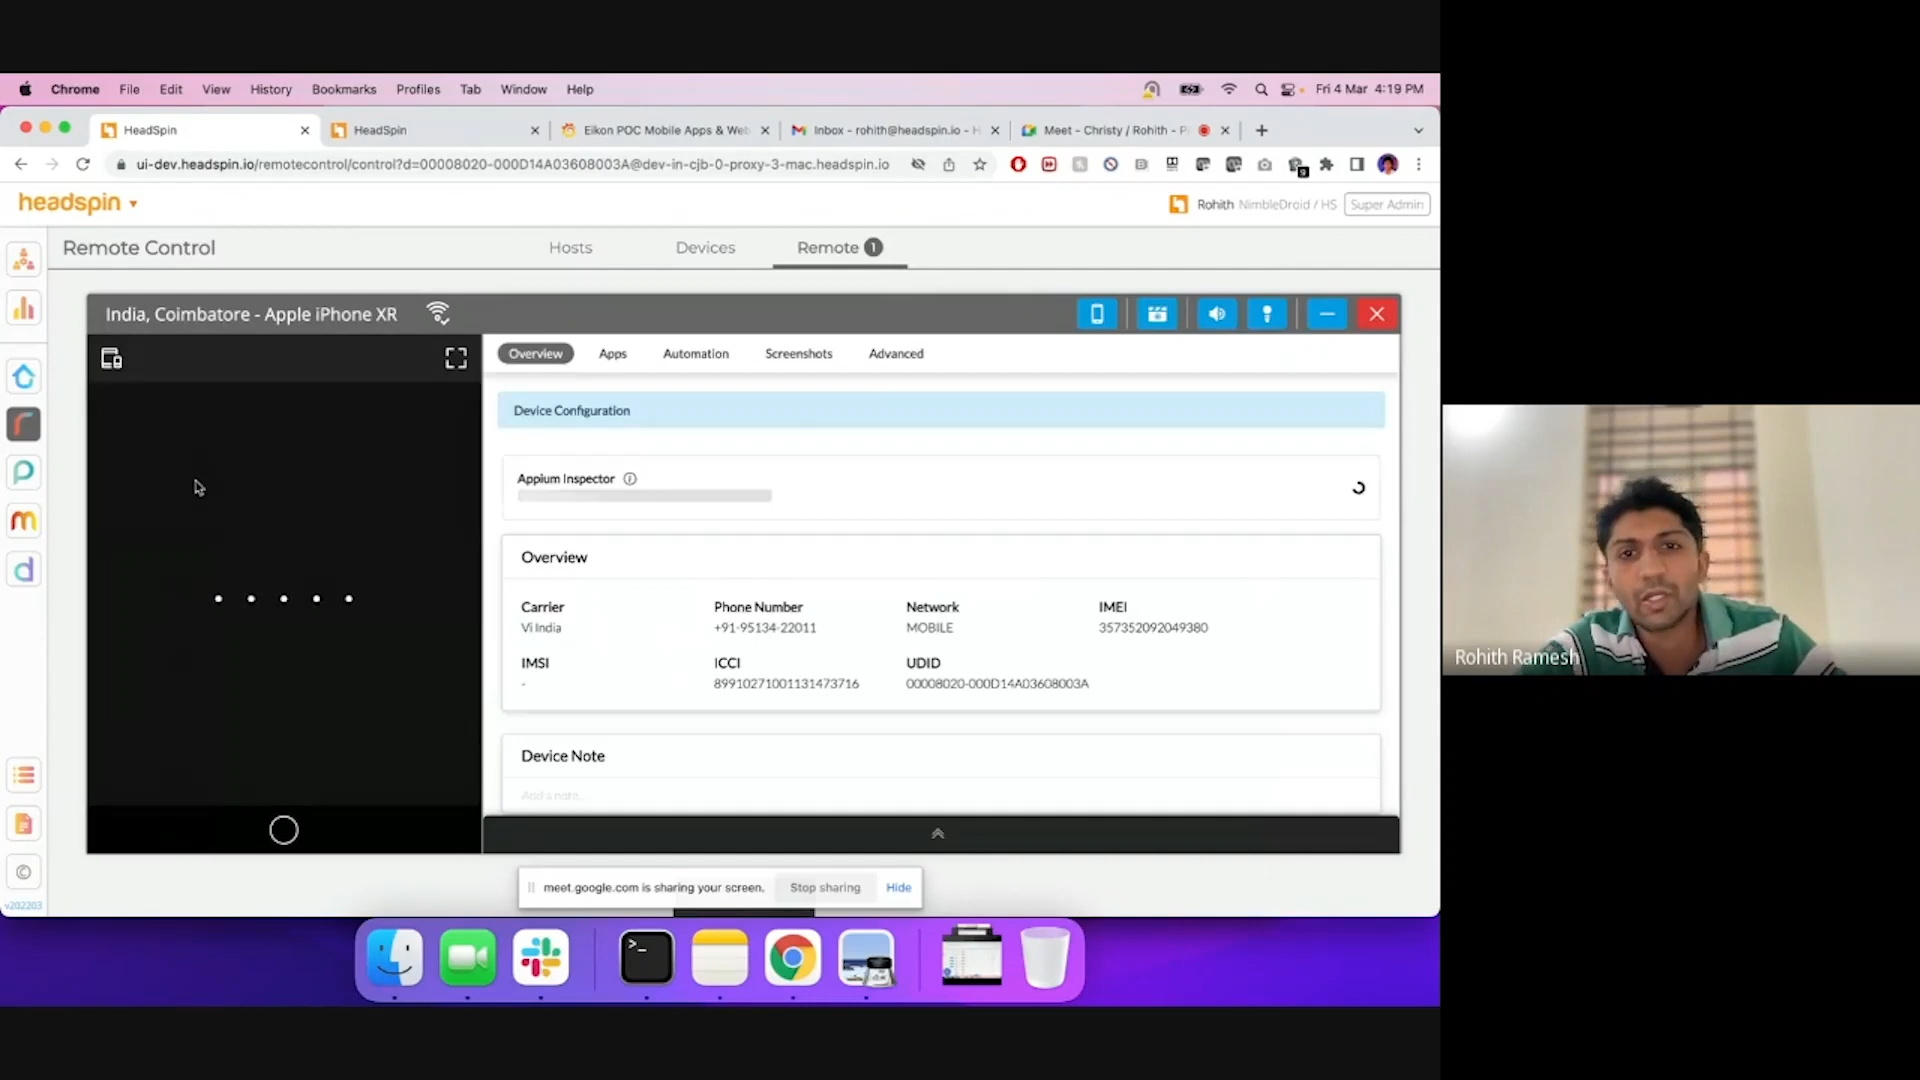 Chrome File Edit View History Bookmarks Profiles Tab Window Help Fri 4 Mar 4:19 PM
HeadSpin HeadSpin Eikon POC Mobile Apps & Web Inbox - rohith@headspin.io - H Meet - Christy / Rohith - P
ui-dev.headspin.io/remotecontrol/control?d=00008020-000D14A03608003A@dev-in-cjb-0-proxy-3-mac.headspin.io 9
headspin Rohith NimbleDroid / HS Super Admin
Remote Control Hosts Devices Remote 1
India, Coimbatore - Apple iPhone XR
Overview Apps Automation Screenshots Advanced
Device Configuration
Appium Inspector
Overview
Carrier Phone Number Network IMEI
Vi India +91-95134-22011 MOBILE 357352092049380
IMSI ICCI UDID
- 89910271001131473716 00008020-000D14A03608003A
Device Note
Add a note...
v202203
meet.google.com is sharing your screen. Stop sharing Hide
Rohith Ramesh